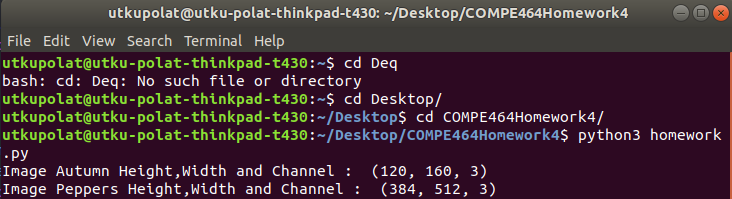 utkupolat@utku-polat-thinkpad-t430: ~/Desktop/COMPE464Homework4
File Edit View Search Terminal Help
utkupolat@utku-polat-thinkpad-t430:~$ cd Deq
bash: cd: Deq: No such file or directory
utkupolat@utku-polat-thinkpad-t430:~$ cd Desktop/
utkupolat@utku-polat-thinkpad-t430:~/Desktop$ cd COMPE464Homework4/
utkupolat@utku-polat-thinkpad-t430:~/Desktop/COMPE464Homework4$ python3 homework
.py
Image Autumn Height,Width and Channel :  (120, 160, 3)
Image Peppers Height,Width and Channel :  (384, 512, 3)